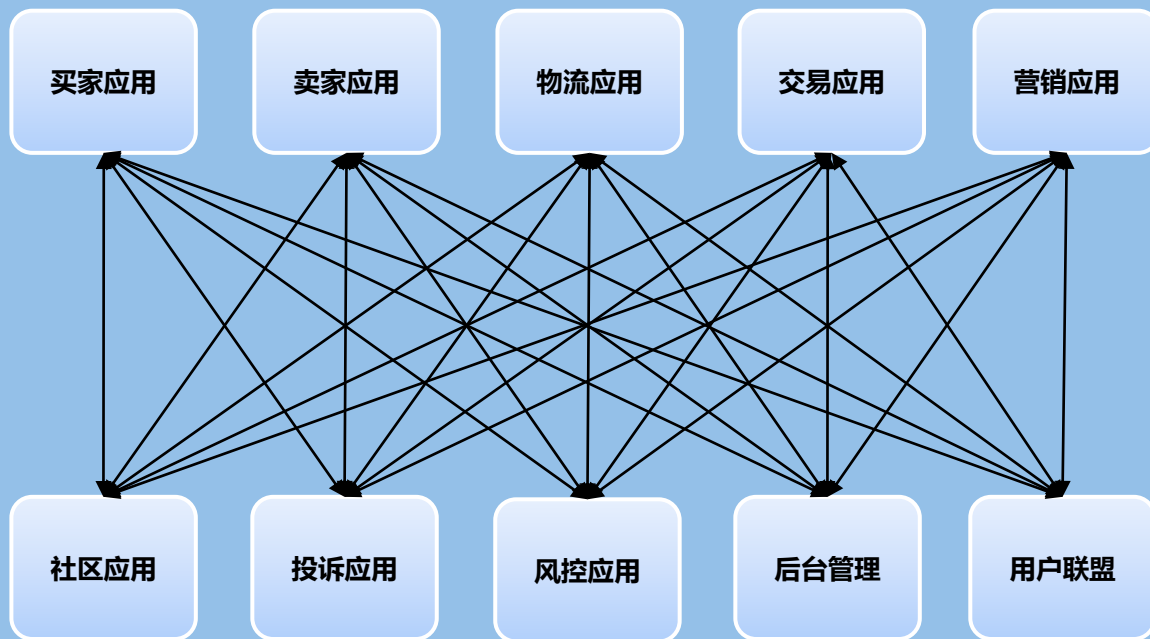 买家应用
卖家应用
物流应用
交易应用
营销应用
社区应用
投诉应用
风控应用
后台管理
用户联盟